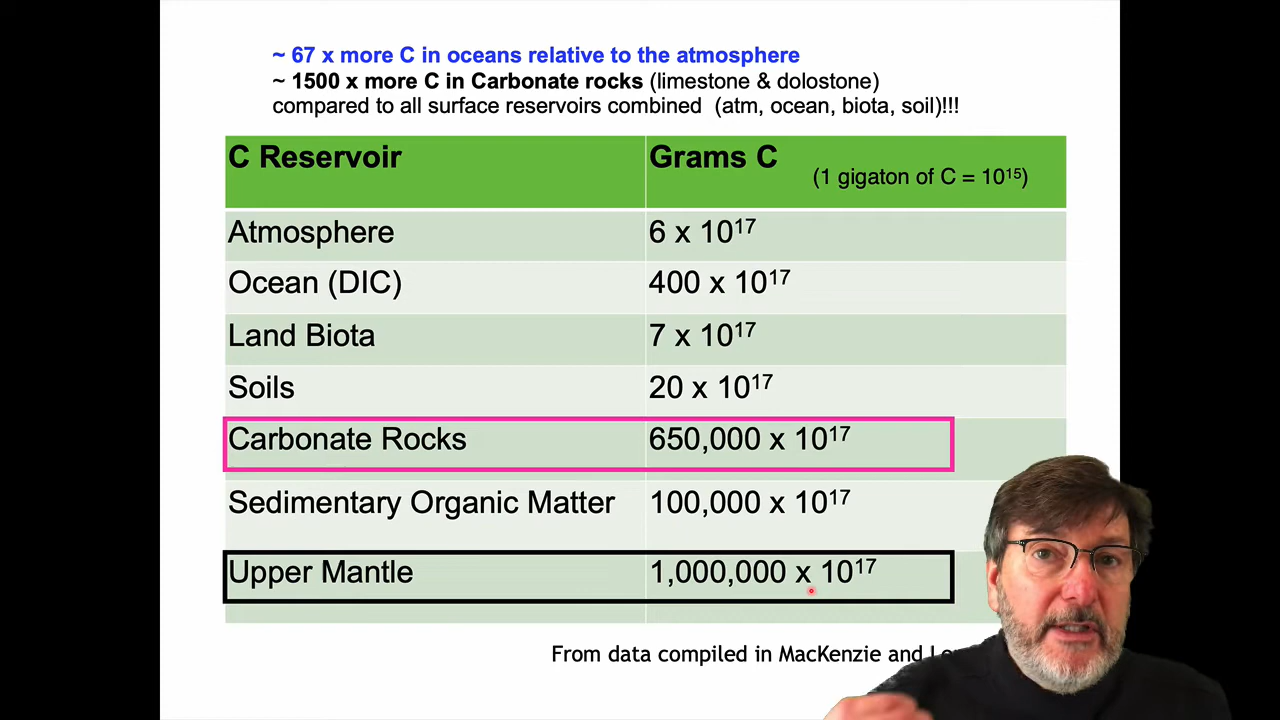 ~ 67 x more C in oceans relative to the atmosphere
~ 1500 x more C in Carbonate rocks (limestone & dolostone)
compared to all surface reservoirs combined (atm, ocean, biota, soil)!!!
C Reservoir Grams C (1 gigaton of C = 10¹⁵)
Atmosphere 6 x 10¹⁷
Ocean (DIC) 400 x 10¹⁷
Land Biota 7 x 10¹⁷
Soils 20 x 10¹⁷
Carbonate Rocks 650,000 x 10¹⁷
Sedimentary Organic Matter 100,000 x 10¹⁷
Upper Mantle 1,000,000 x 10¹⁷
From data compiled in MacKenzie and